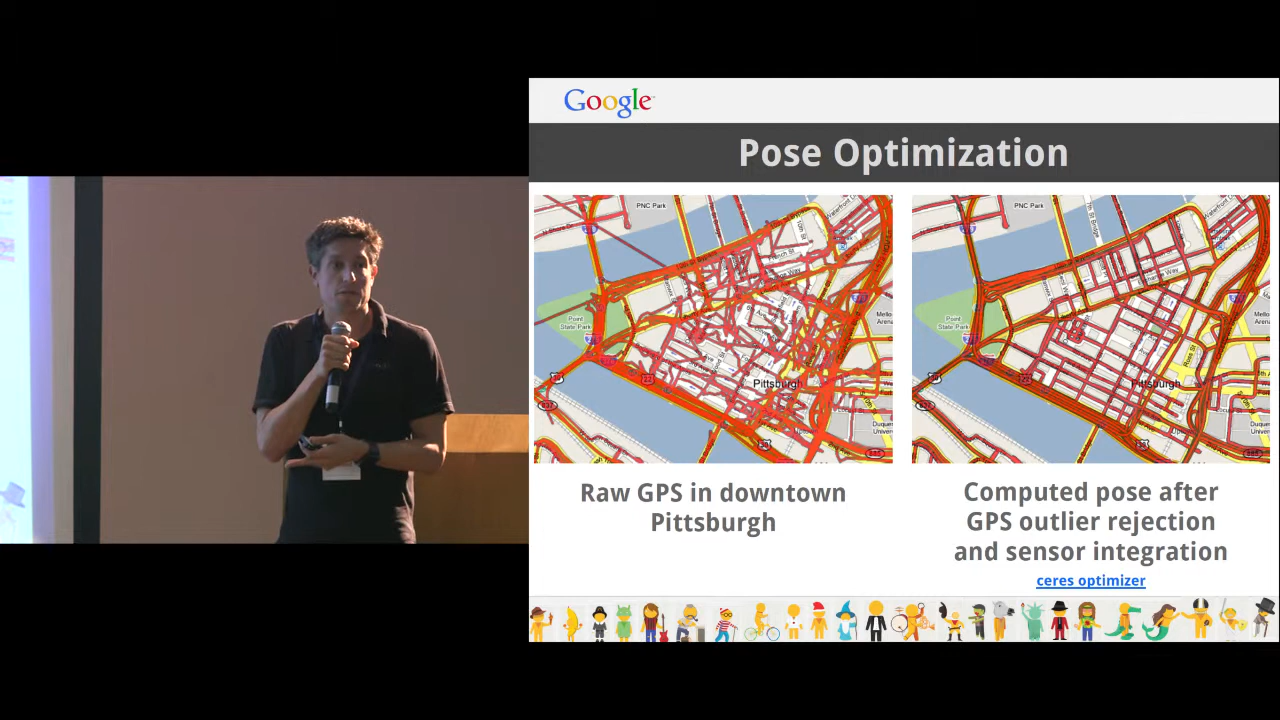 Google
Pose Optimization
PNC Park
Point
State Park
Pittsburgh
PNC Park
Point
State Park
Pittsburgh
Raw GPS in downtown
Pittsburgh
Computed pose after
GPS outlier rejection
and sensor integration
ceres optimizer